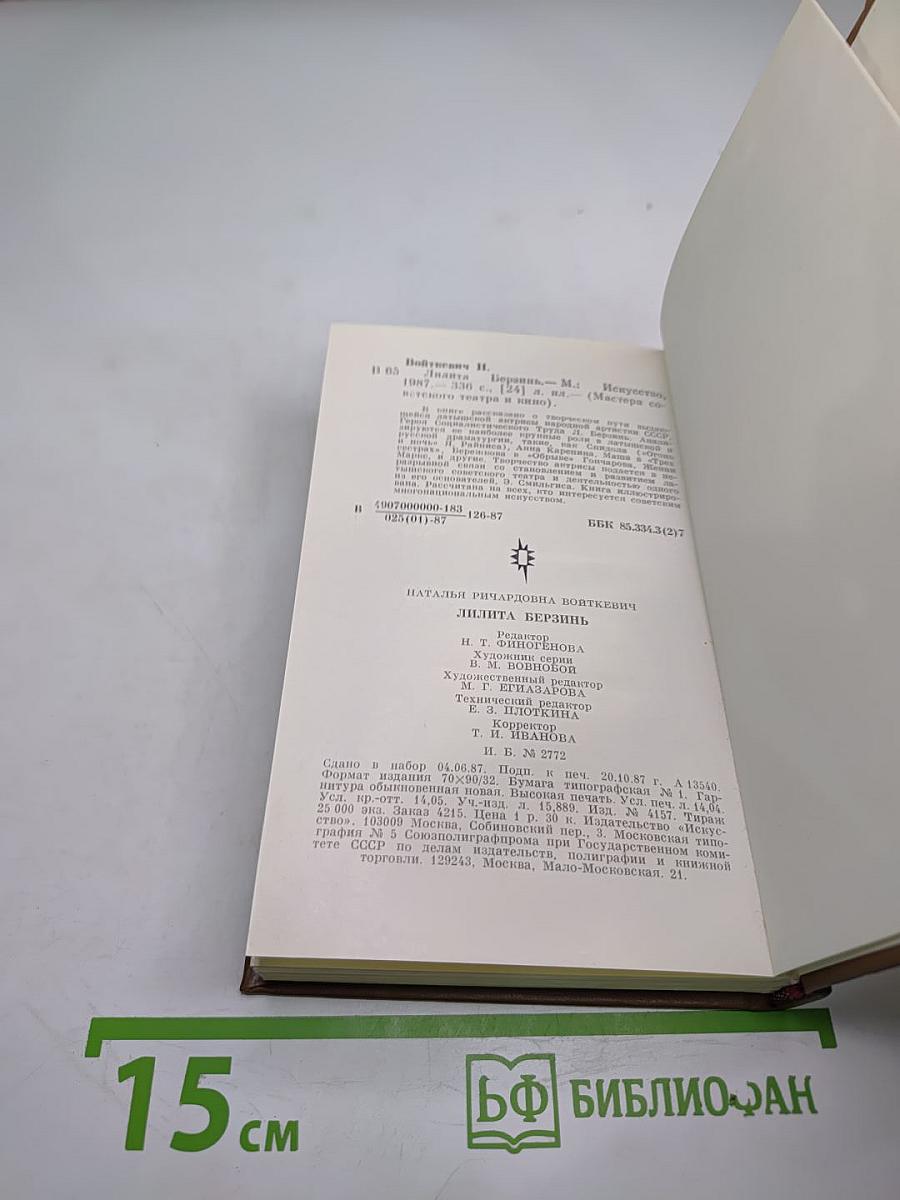 Войткевич Н.
В 65 Лилита Берзинь.— М.: Искусство,
1987.— 336 с., [24] л. ил.— (Мастера со-
ветского театра и кино).
В книге рассказано о творческом пути выдаю-
щейся латышской актрисы народной артистки СССР,
Героя Социалистического Труда Л. Берзинь. Анали-
зируются ее наиболее крупные роли в латышской и
русской драматургии, такие, как Спидола («Огонь
и ночь» Я. Райниса), Анна Каренина, Маша в «Трех
сестрах», Бережкова в «Обрыве» Гончарова, Женни
Маркс, и другие. Творчество актрисы подается в не-
разрывной связи со становлением и развитием ла-
тышского советского театра и деятельностью одного
из его основателей, Э. Смильгиса. Книга иллюстриро-
вана. Рассчитана на всех, кто интересуется советским
многонациональным искусством.
В 4907000000-183
025(01)-87 126-87
ББК 85.334.3(2)7
НАТАЛЬЯ РИЧАРДОВНА ВОЙТКЕВИЧ
ЛИЛИТА БЕРЗИНЬ
Редактор
Н. Т. ФИНОГЕНОВА
Художник серии
В. М. ВОВНОБОЙ
Художественный редактор
М. Г. ЕГИАЗАРОВА
Технический редактор
Е. З. ПЛОТКИНА
Корректор
Т. И. ИВАНОВА
И. Б. № 2772
Сдано в набор 04.06.87. Подп. к печ. 20.10.87 г. А 13540.
Формат издания 70×90/32. Бумага типографская № 1. Гар-
нитура обыкновенная новая. Высокая печать. Усл. печ. л. 14,04.
Усл. кр.-отт. 14,05. Уч.-изд. л. 15,889. Изд. № 4157. Тираж
25 000 экз. Заказ 4215. Цена 1 р. 30 к. Издательство «Искус-
ство». 103009 Москва, Собиновский пер., 3. Московская типо-
графия № 5 Союзполиграфпрома при Государственном коми-
тете СССР по делам издательств, полиграфии и книжной
торговли. 129243, Москва, Мало-Московская. 21.
15 см
БФ БИБЛИОФАН